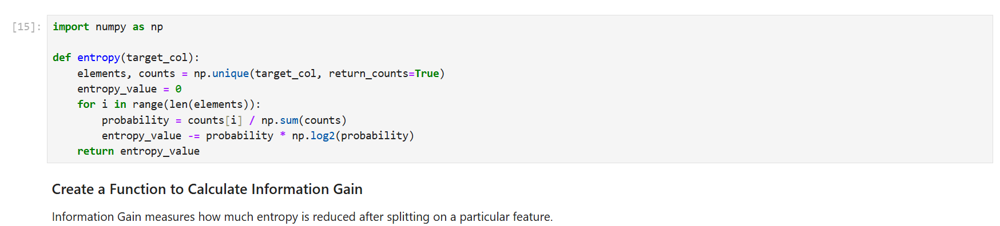 [15]:
import numpy as np
def entropy(target_col):
    elements, counts = np.unique(target_col, return_counts=True)
    entropy_value = 0
    for i in range(len(elements)):
        probability = counts[i] / np.sum(counts)
        entropy_value -= probability * np.log2(probability)
    return entropy_value
Create a Function to Calculate Information Gain
Information Gain measures how much entropy is reduced after splitting on a particular feature.